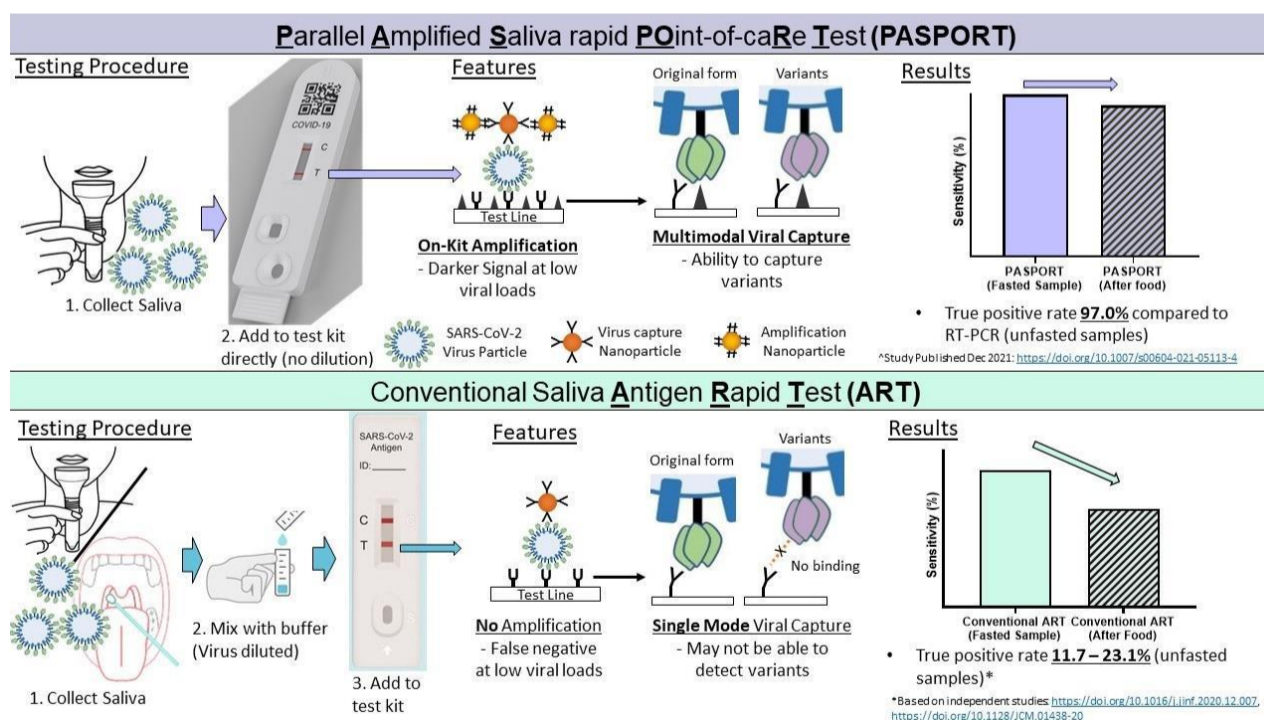 Parallel Amplified Saliva rapid POint-of-caRe Test (PASPORT)
Testing Procedure
COVID-19
C
T
1. Collect Saliva
2. Add to test kit
directly (no dilution)
Features
Test Line
On-Kit Amplification
- Darker Signal at low
viral loads
Original form
Variants
Multimodal Viral Capture
- Ability to capture
variants
SARS-CoV-2
Virus Particle
Virus capture
Nanoparticle
Amplification
Nanoparticle
Results
Sensitivity (%)
PASPORT
(Fasted Sample)
PASPORT
(After food)
• True positive rate 97.0% compared to
RT-PCR (unfasted samples)
^Study Published Dec 2021: https://doi.org/10.1007/s00604-021-05113-4
Conventional Saliva Antigen Rapid Test (ART)
Testing Procedure
1. Collect Saliva
2. Mix with buffer
(Virus diluted)
SARS-CoV-2
Antigen
ID:
C
T
S
3. Add to
test kit
Features
Test Line
No Amplification
- False negative
at low viral loads
Original form
Variants
No binding
Single Mode Viral Capture
- May not be able to
detect variants
Results
Sensitivity (%)
Conventional ART
(Fasted Sample)
Conventional ART
(After Food)
• True positive rate 11.7 – 23.1% (unfasted
samples)*
*Based on independent studies: https://doi.org/10.1016/j.jinf.2020.12.007,
https://doi.org/10.1128/JCM.01438-20